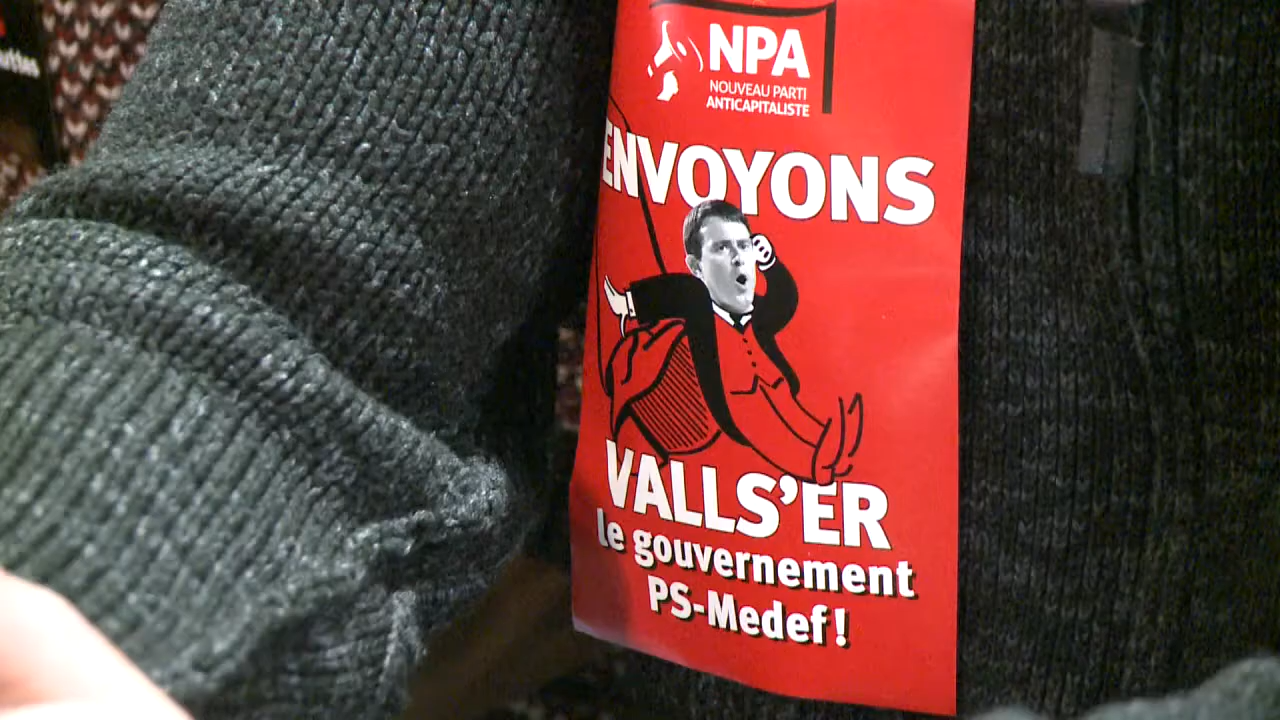 NPA
NOUVEAU PARTI
ANTICAPITALISTE
ENVOYONS
VALLS'ER
le gouvernement
PS-Medef !